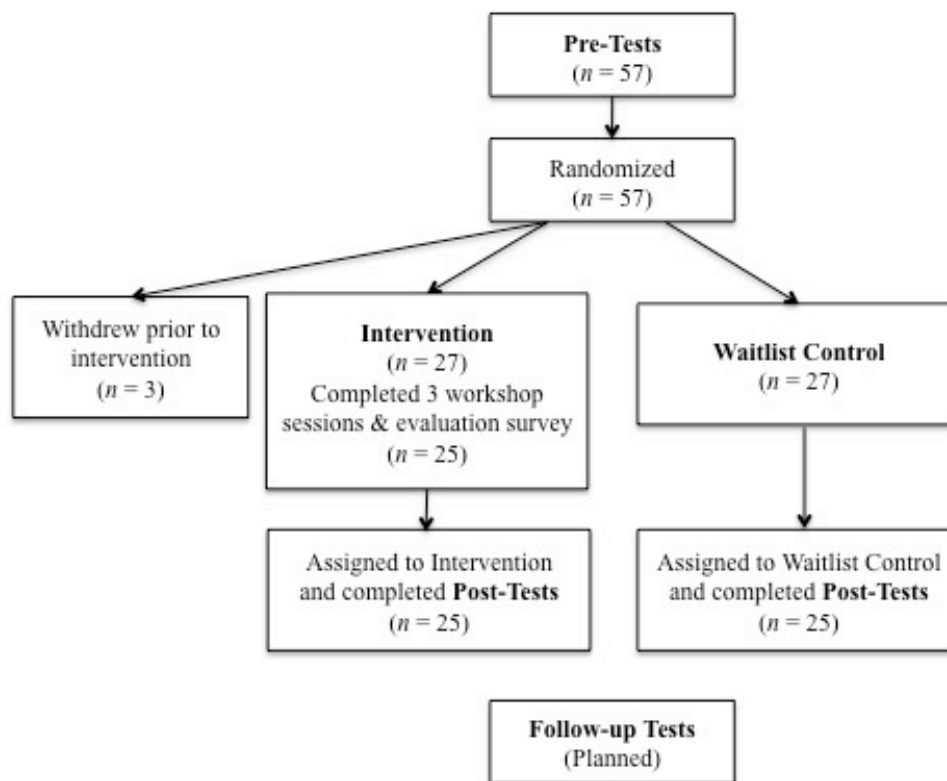 Pre-Tests
(n = 57)
Randomized
(n = 57)
Withdrew prior to
intervention
(n = 3)
Intervention
(n = 27)
Completed 3 workshop
sessions & evaluation survey
(n = 25)
Waitlist Control
(n = 27)
Assigned to Intervention
and completed Post-Tests
(n = 25)
Assigned to Waitlist Control
and completed Post-Tests
(n = 25)
Follow-up Tests
(Planned)